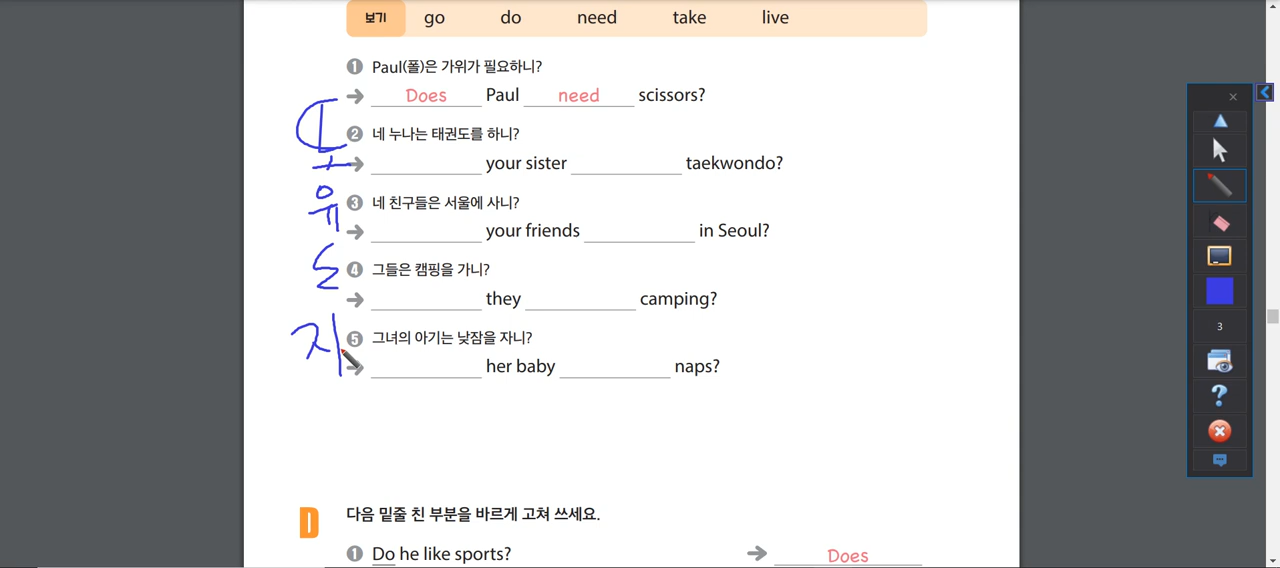 보기 go do need take live
1 Paul(폴)은 가위가 필요하니?
→ Does Paul need scissors?
2 네 누나는 태권도를 하니?
→ your sister taekwondo?
유
3 네 친구들은 서울에 사니?
→ your friends in Seoul?
4 그들은 캠핑을 가니?
→ they camping?
지
5 그녀의 아기는 낮잠을 자니?
→ her baby naps?
D 다음 밑줄 친 부분을 바르게 고쳐 쓰세요.
1 Do he like sports? → Does
3